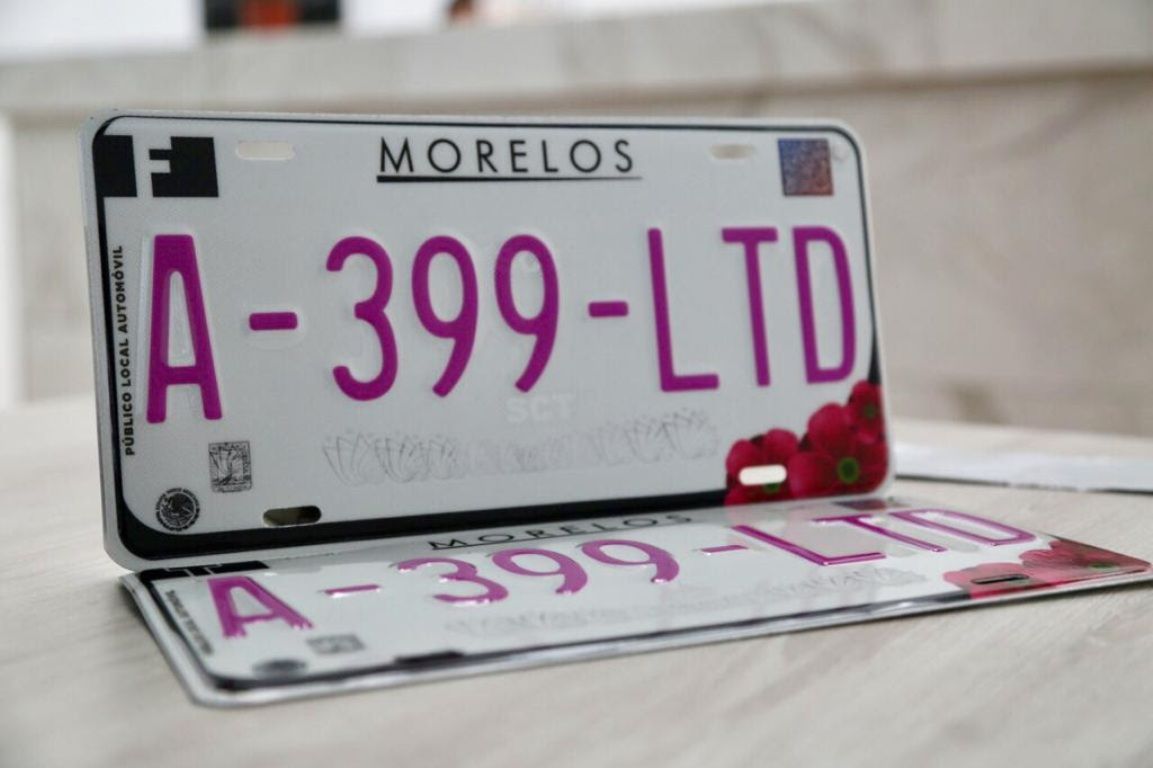 F
MORELOS
A-399-LTD
PÚBLICO LOCAL AUTOMÓVIL
SCT
MORELOS
A-399-LTD